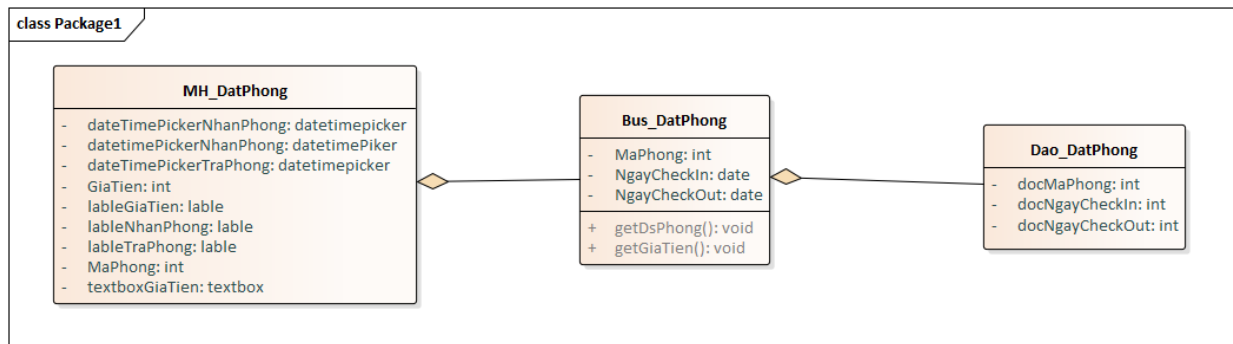 class Package1
MH_DatPhong
- dateTimePickerNhanPhong: datetimepicker
- datetimePickerNhanPhong: datetimePiker
- dateTimePickerTraPhong: datetimepicker
- GiaTien: int
- lableGiaTien: lable
- lableNhanPhong: lable
- lableTraPhong: lable
- MaPhong: int
- textboxGiaTien: textbox
Bus_DatPhong
- MaPhong: int
- NgayCheckIn: date
- NgayCheckOut: date
+ getDsPhong(): void
+ getGiaTien(): void
Dao_DatPhong
- docMaPhong: int
- docNgayCheckIn: int
- docNgayCheckOut: int